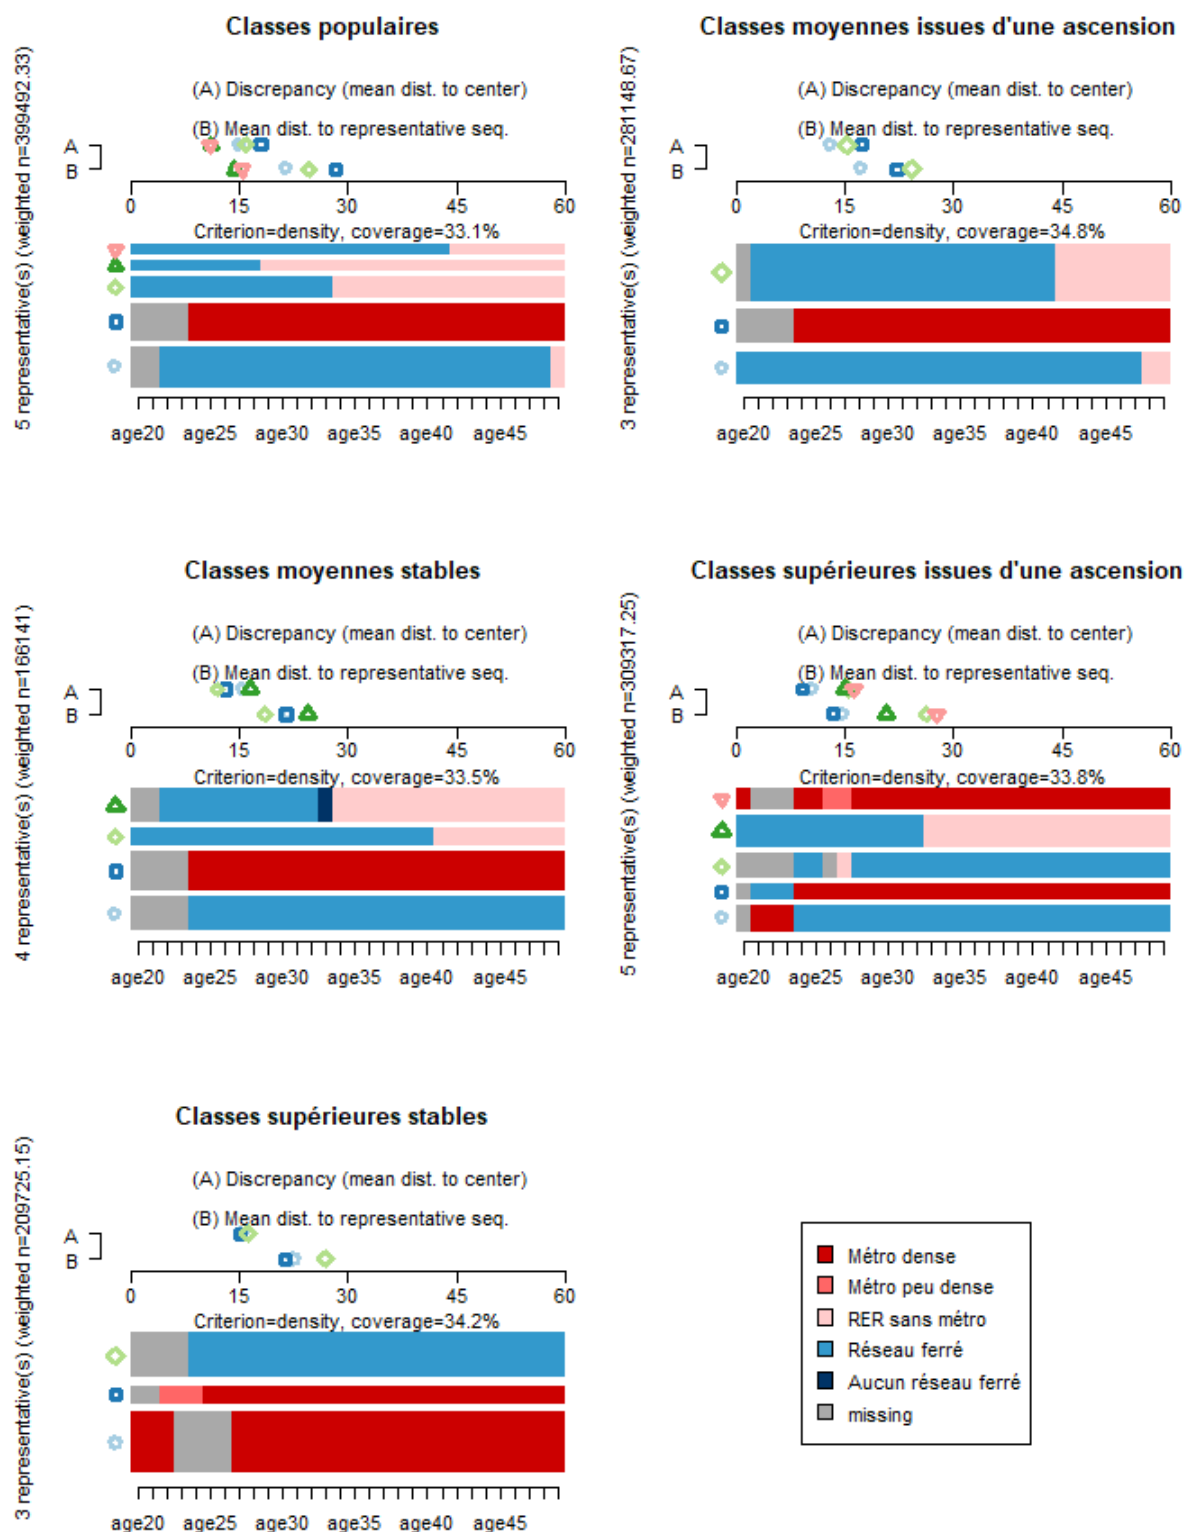 Classes populaires
5 representative(s) (weighted n=399492.33)
(A) Discrepancy (mean dist. to center)
(B) Mean dist. to representative seq.
A
B
0 15 30 45 60
Criterion=density, coverage=33.1%
age20 age25 age30 age35 age40 age45
Classes moyennes issues d'une ascension
3 representative(s) (weighted n=281148.67)
(A) Discrepancy (mean dist. to center)
(B) Mean dist. to representative seq.
A
B
0 15 30 45 60
Criterion=density, coverage=34.8%
age20 age25 age30 age35 age40 age45
Classes moyennes stables
4 representative(s) (weighted n=166141)
(A) Discrepancy (mean dist. to center)
(B) Mean dist. to representative seq.
A
B
0 15 30 45 60
Criterion=density, coverage=33.5%
age20 age25 age30 age35 age40 age45
Classes supérieures issues d'une ascension
5 representative(s) (weighted n=309317.25)
(A) Discrepancy (mean dist. to center)
(B) Mean dist. to representative seq.
A
B
0 15 30 45 60
Criterion=density, coverage=33.8%
age20 age25 age30 age35 age40 age45
Classes supérieures stables
3 representative(s) (weighted n=209725.15)
(A) Discrepancy (mean dist. to center)
(B) Mean dist. to representative seq.
A
B
0 15 30 45 60
Criterion=density, coverage=34.2%
age20 age25 age30 age35 age40 age45
Métro dense
Métro peu dense
RER sans métro
Réseau ferré
Aucun réseau ferré
missing